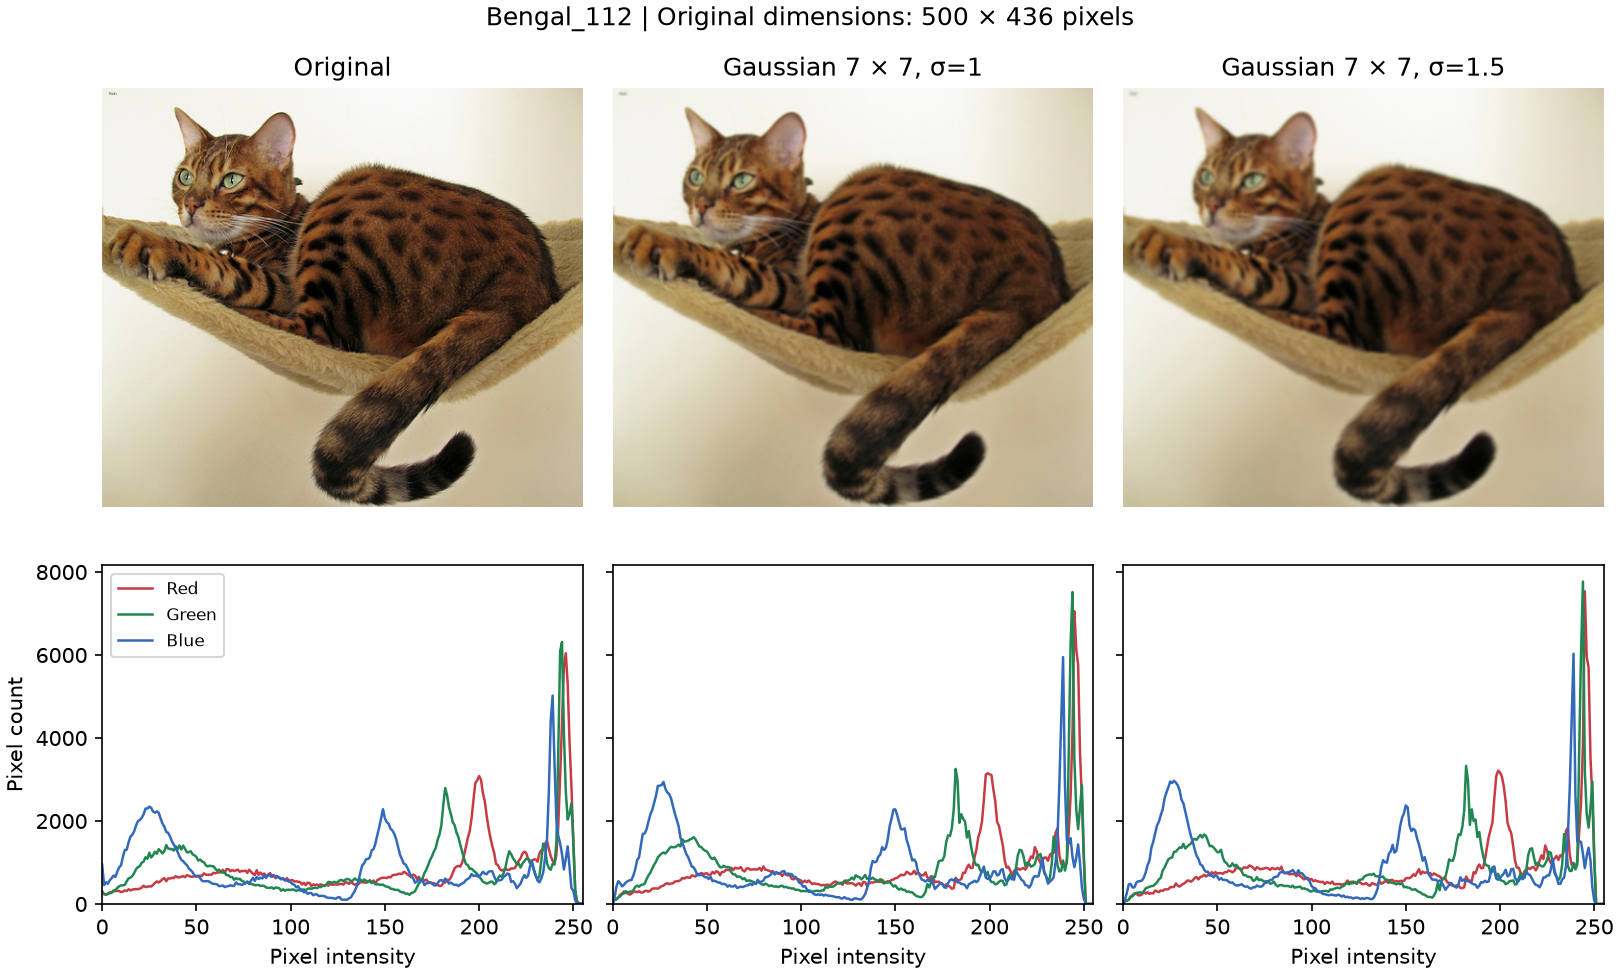 Bengal_112 | Original dimensions: 500 × 436 pixels
Original
Gaussian 7 × 7, σ=1
Gaussian 7 × 7, σ=1.5
8000
6000
4000
2000
0
Pixel count
Red
Green
Blue
0 50 100 150 200 250
Pixel intensity
0 50 100 150 200 250
Pixel intensity
0 50 100 150 200 250
Pixel intensity